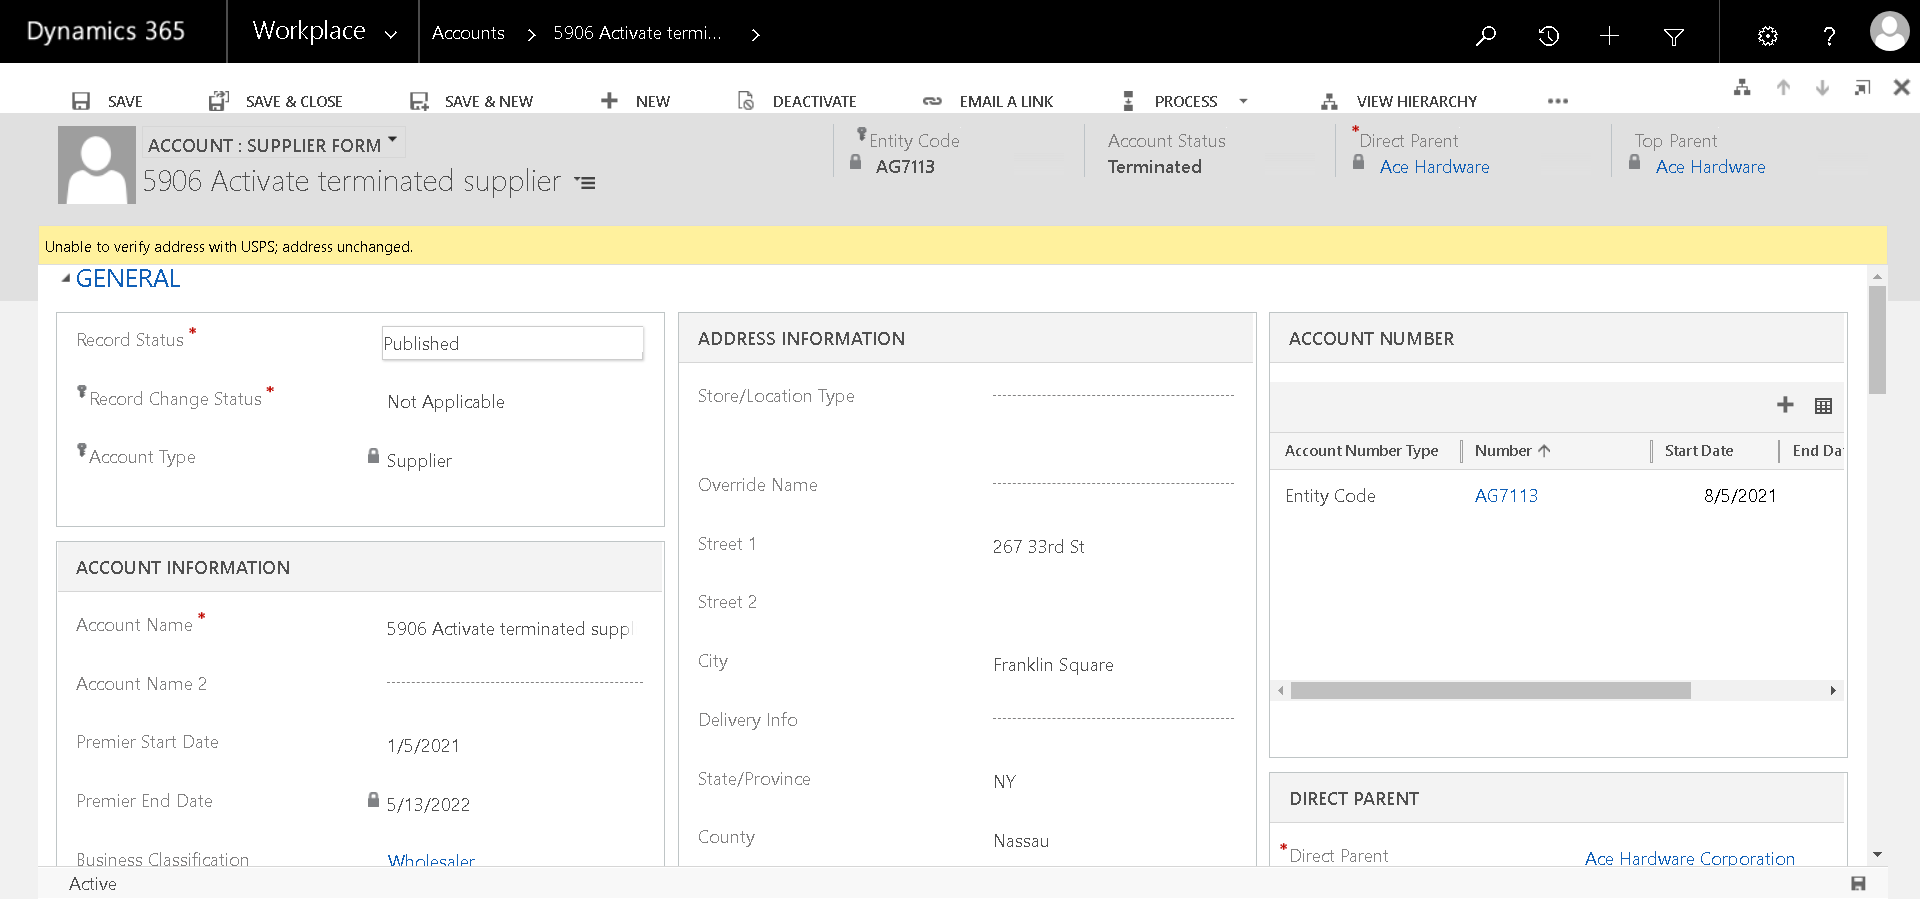 Dynamics 365
Workplace
Accounts
5906 Activate termi...
SAVE
SAVE & CLOSE
SAVE & NEW
NEW
DEACTIVATE
EMAIL A LINK
PROCESS
VIEW HIERARCHY
ACCOUNT : SUPPLIER FORM
5906 Activate terminated supplier
Entity Code
AG7113
Account Status
Terminated
*Direct Parent
Ace Hardware
Top Parent
Ace Hardware
Unable to verify address with USPS; address unchanged.
GENERAL
Record Status *
Published
Record Change Status *
Not Applicable
Account Type
Supplier
ACCOUNT INFORMATION
Account Name *
5906 Activate terminated suppl
Account Name 2
Premier Start Date
1/5/2021
Premier End Date
5/13/2022
Business Classification
Wholesaler
ADDRESS INFORMATION
Store/Location Type
Override Name
Street 1
267 33rd St
Street 2
City
Franklin Square
Delivery Info
State/Province
NY
County
Nassau
ACCOUNT NUMBER
Account Number Type
Number
Start Date
End Da
Entity Code
AG7113
8/5/2021
DIRECT PARENT
*Direct Parent
Ace Hardware Corporation
Active